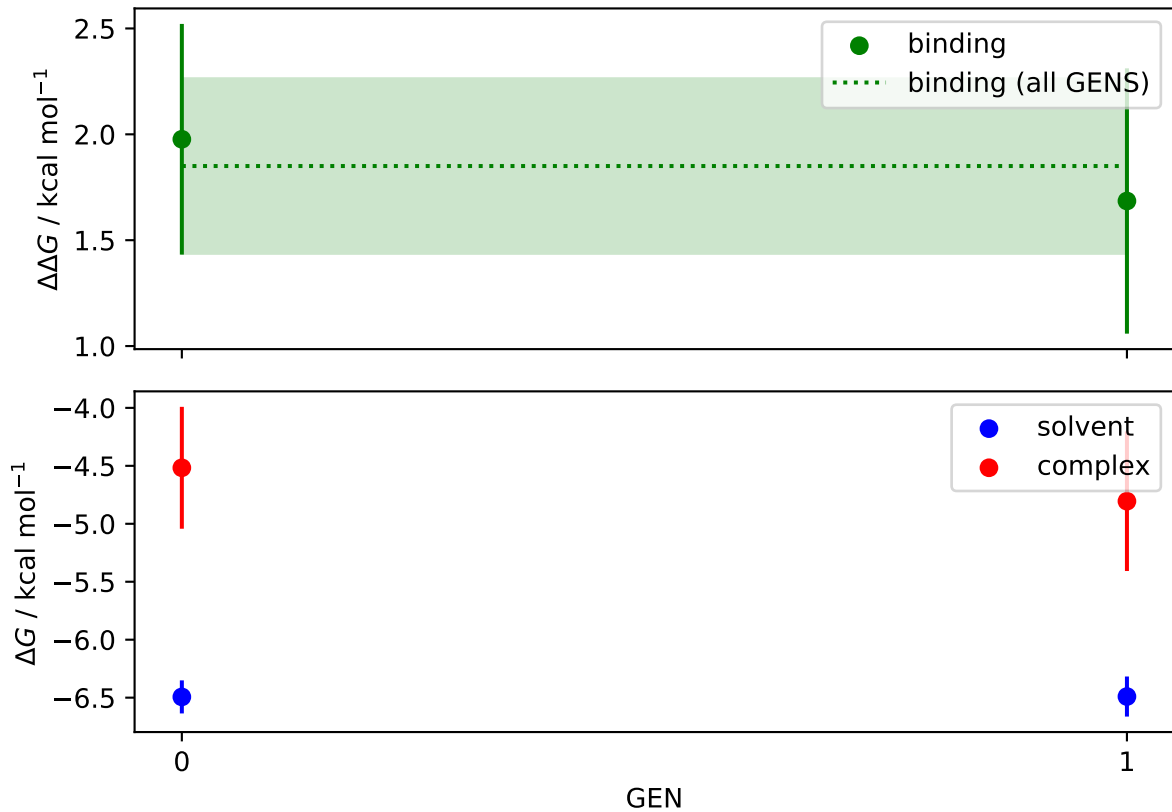 2.5
2.0
1.5
1.0
ΔΔG / kcal mol⁻¹
binding
binding (all GENS)
−4.0
−4.5
−5.0
−5.5
−6.0
−6.5
ΔG / kcal mol⁻¹
solvent
complex
0
1
GEN